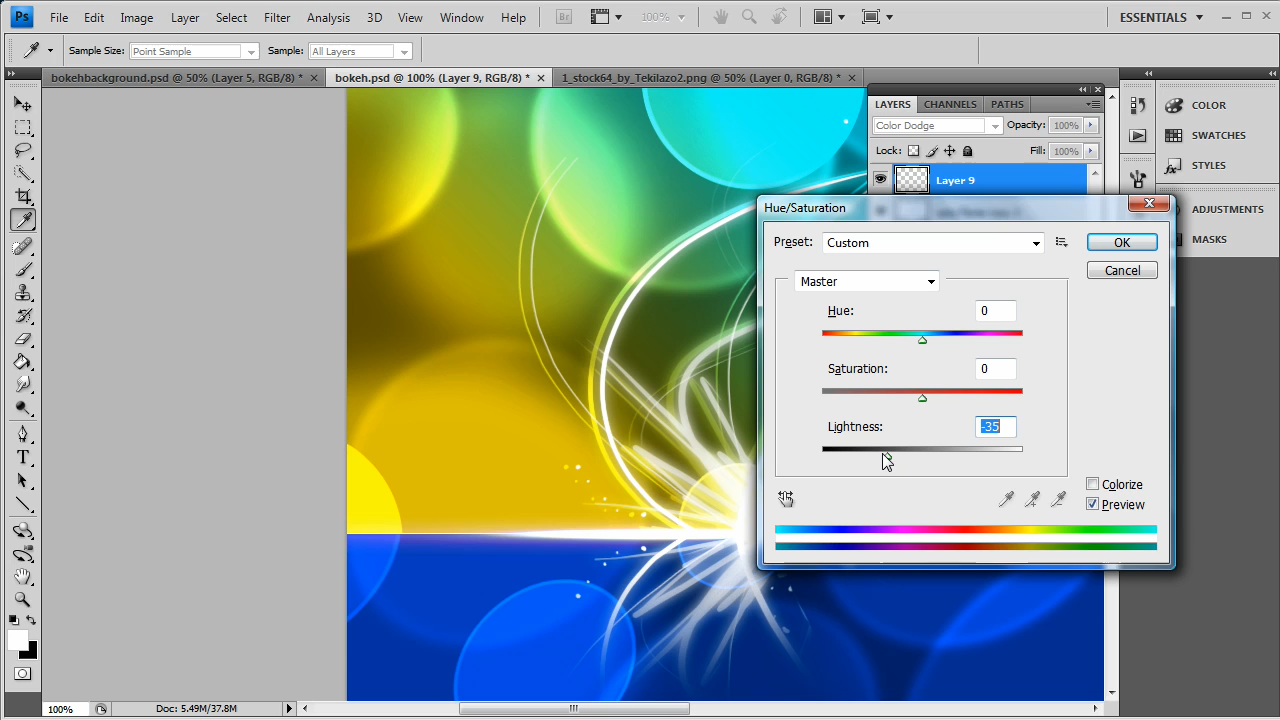 Ps File Edit Image Layer Select Filter Analysis 3D View Window Help Br 100% ESSENTIALS
Sample Size: Point Sample Sample: All Layers
bokehbackground.psd @ 50% (Layer 5, RGB/8) * bokeh.psd @ 100% (Layer 9, RGB/8) * 1_stock64_by_Tekilazo2.png @ 50% (Layer 0, RGB/8) *
LAYERS CHANNELS PATHS
Color Dodge Opacity: 100%
Lock: Fill: 100%
Layer 9
COLOR
SWATCHES
STYLES
ADJUSTMENTS
MASKS
Hue/Saturation
Preset: Custom OK
Cancel
Master
Hue: 0
Saturation: 0
Lightness: -35
Colorize
Preview
T
100% Doc: 5.49M/37.8M